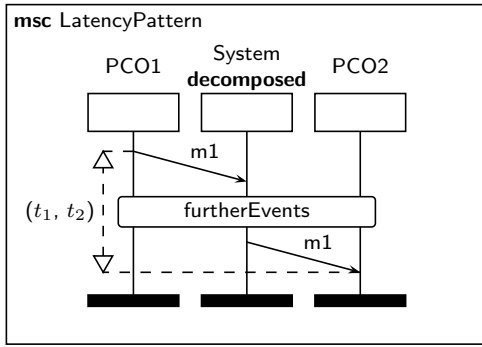 msc LatencyPattern
PCO1
System
decomposed
PCO2
m1
(t1, t2)
furtherEvents
m1